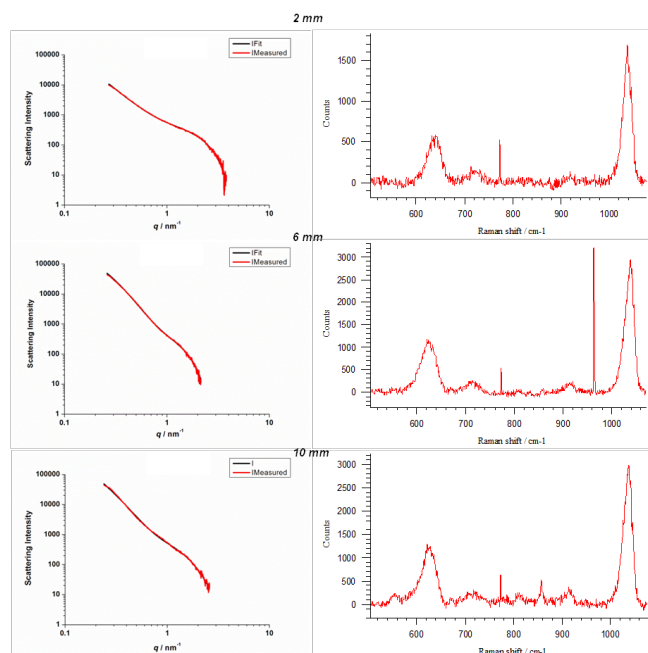 2 mm
IFit
IMeasured
100000
10000
1000
100
10
1
0.1
1
10
Scattering Intensity
q / nm⁻¹
1500
1000
500
0
Counts
600
700
800
900
1000
Raman shift / cm-1
6 mm
IFit
IMeasured
100000
10000
1000
100
10
1
0.1
1
10
Scattering Intensity
q / nm⁻¹
3000
2500
2000
1500
1000
500
0
Counts
600
700
800
900
1000
Raman shift / cm-1
10 mm
I
IMeasured
100000
10000
1000
100
10
1
0.1
1
10
Scattering Intensity
q / nm⁻¹
3000
2500
2000
1500
1000
500
0
Counts
600
700
800
900
1000
Raman shift / cm-1